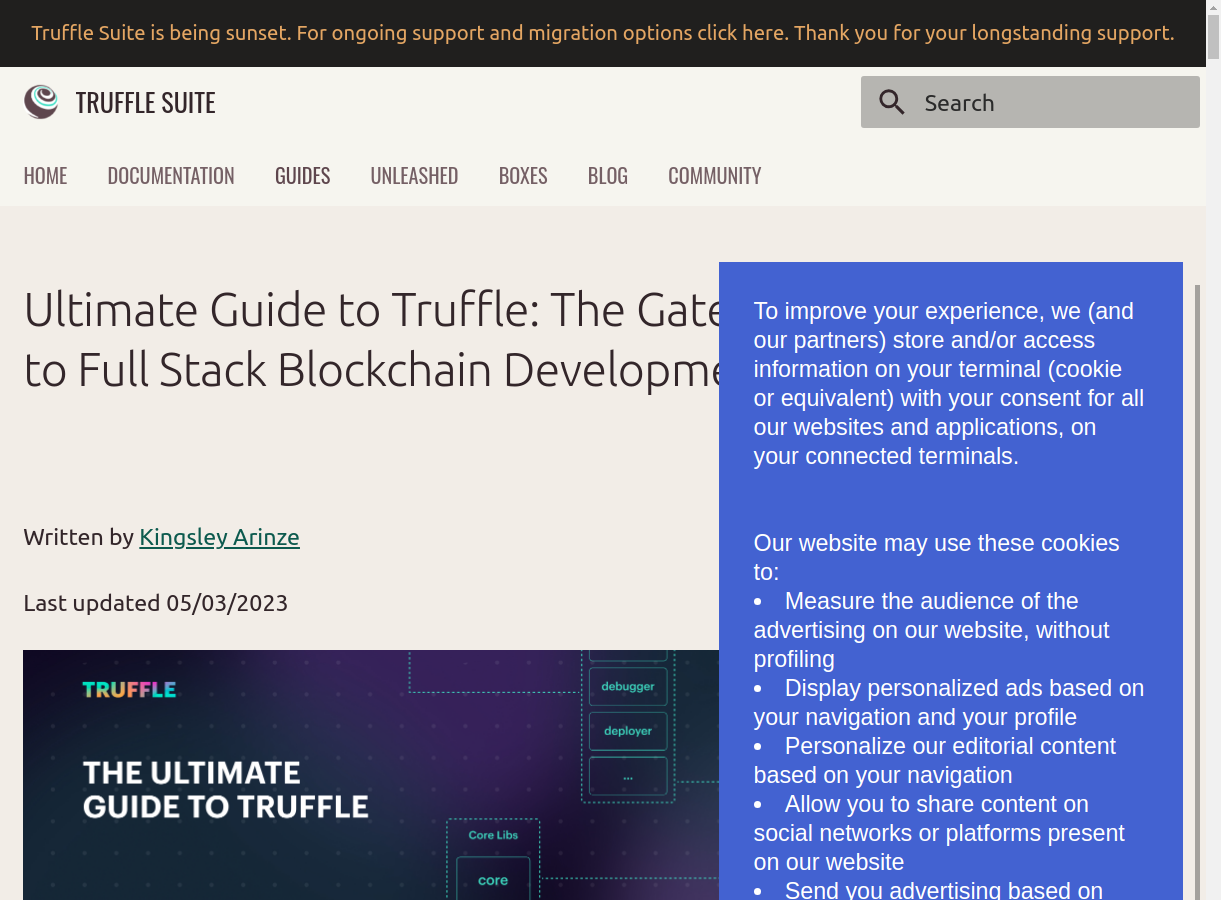 Truffle Suite is being sunset. For ongoing support and migration options click here. Thank you for your longstanding support.
TRUFFLE SUITE
Search
HOME
DOCUMENTATION
GUIDES
UNLEASHED
BOXES
BLOG
COMMUNITY
Ultimate Guide to Truffle: The Gate
to Full Stack Blockchain Developme
Written by Kingsley Arinze
Last updated 05/03/2023
TRUFFLE
THE ULTIMATE
GUIDE TO TRUFFLE
debugger
deployer
...
Core Libs
core
To improve your experience, we (and
our partners) store and/or access
information on your terminal (cookie
or equivalent) with your consent for all
our websites and applications, on
your connected terminals.
Our website may use these cookies
to:
• Measure the audience of the
advertising on our website, without
profiling
• Display personalized ads based on
your navigation and your profile
• Personalize our editorial content
based on your navigation
• Allow you to share content on
social networks or platforms present
on our website
• Send you advertising based on